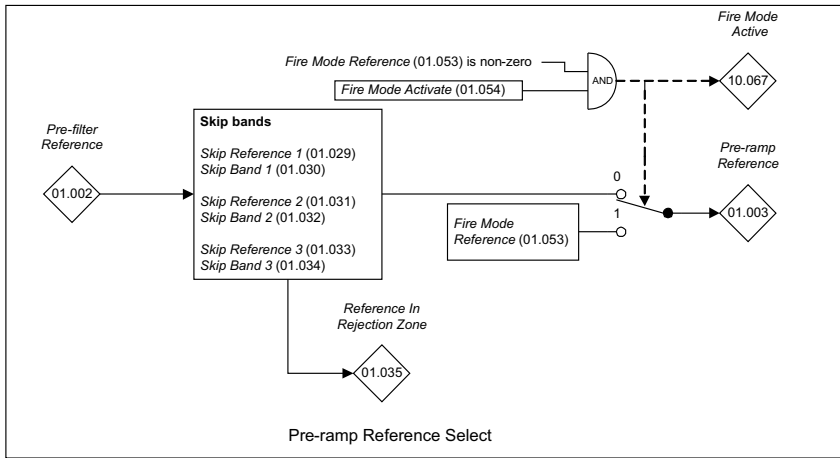 Fire Mode
Active
Fire Mode Reference (01.053) is non-zero
AND
10.067
Fire Mode Activate (01.054)
Pre-filter
Reference
01.002
Skip bands
Skip Reference 1 (01.029)
Skip Band 1 (01.030)
Skip Reference 2 (01.031)
Skip Band 2 (01.032)
Skip Reference 3 (01.033)
Skip Band 3 (01.034)
Pre-ramp
Reference
0
1
01.003
Fire Mode
Reference (01.053)
Reference In
Rejection Zone
01.035
Pre-ramp Reference Select